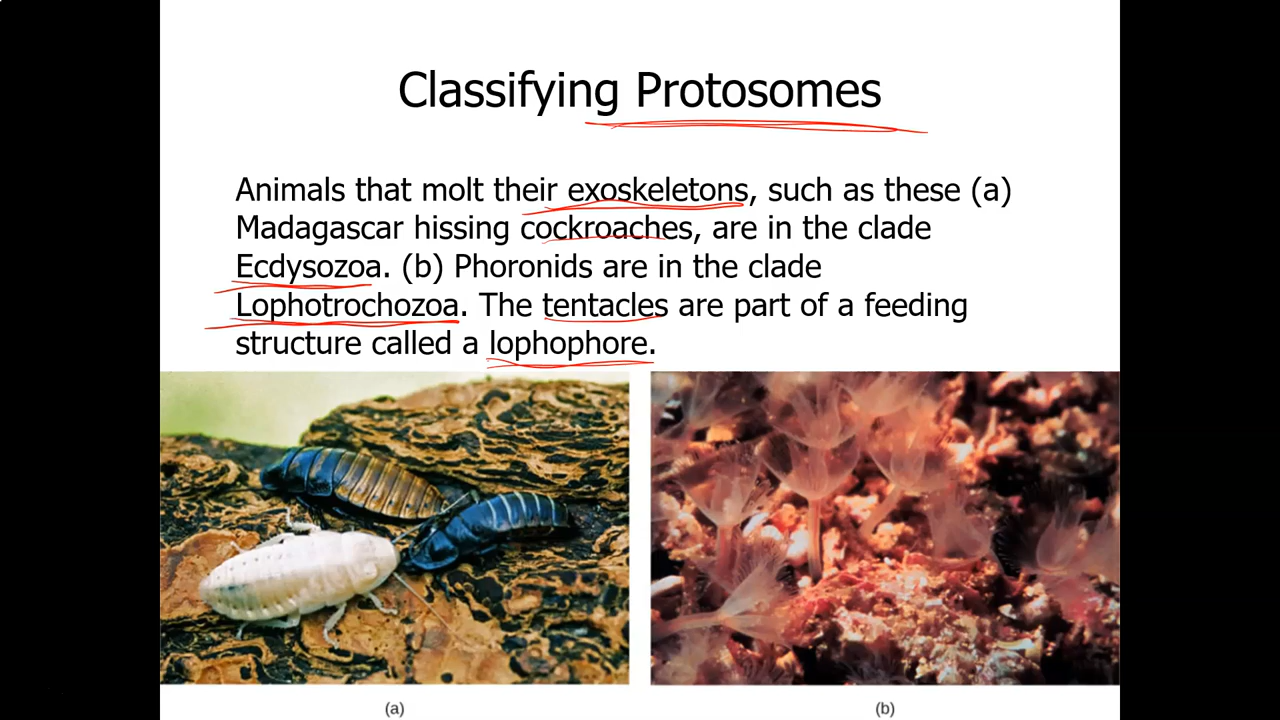 Classifying Protosomes
Animals that molt their exoskeletons, such as these (a)
Madagascar hissing cockroaches, are in the clade
Ecdysozoa. (b) Phoronids are in the clade
Lophotrochozoa. The tentacles are part of a feeding
structure called a lophophore.
(a)
(b)